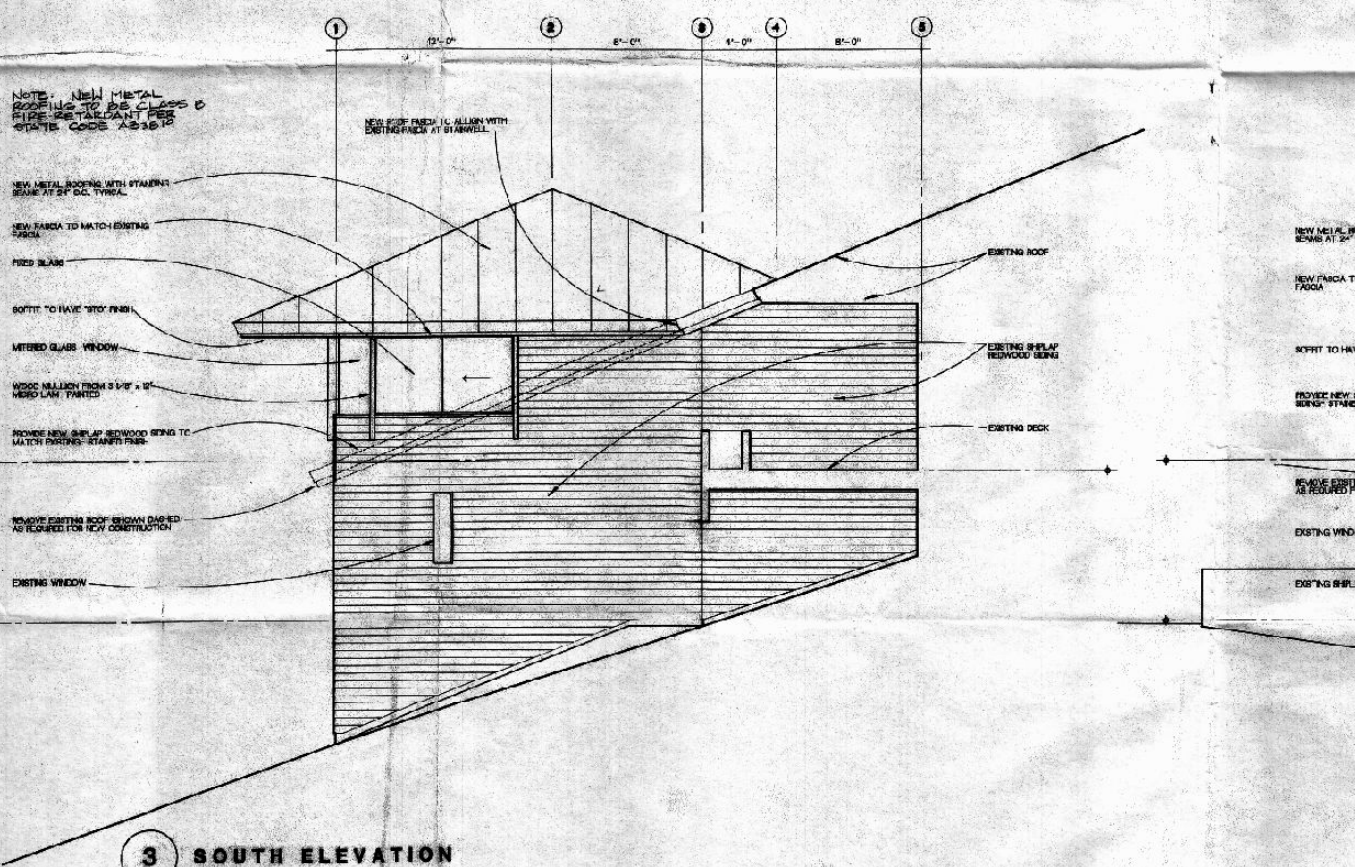 1 2 3 4 5
12'-0" 8'-0" 4'-0" 8'-0"
NOTE: NEW METAL
ROOFING TO BE CLASS B
FIRE-RETARDANT PER
STATE CODE
NEW ROOF FASCIA TO ALLIGN WITH
EXISTING FASCIA AT STAIRWELL
NEW METAL ROOFING WITH STANDING
SEAMS AT 24" O.C. TYPICAL
NEW FASCIA TO MATCH EXISTING
FASCIA
FIXED GLASS
SOFFIT TO HAVE "STO" FINISH
MITERED GLASS WINDOW
WOOD MULLION FROM 3 1/8" x 12"
MICRO LAM PAINTED
PROVIDE NEW SHIPLAP REDWOOD SIDING TO
MATCH EXISTING- STAINED FINISH
REMOVE EXISTING ROOF SHOWN DASHED
AS REQUIRED FOR NEW CONSTRUCTION
EXISTING WINDOW
EXISTING ROOF
EXISTING SHIPLAP
REDWOOD SIDING
EXISTING DECK
NEW METAL R
SEAMS AT 24"
NEW FASCIA T
FASCIA
SOFFIT TO HA
PROVIDE NEW
SIDING- STAINE
REMOVE EXIST
AS REQUIRED F
EXISTING WIND
EXISTING SHIPL
3 SOUTH ELEVATION